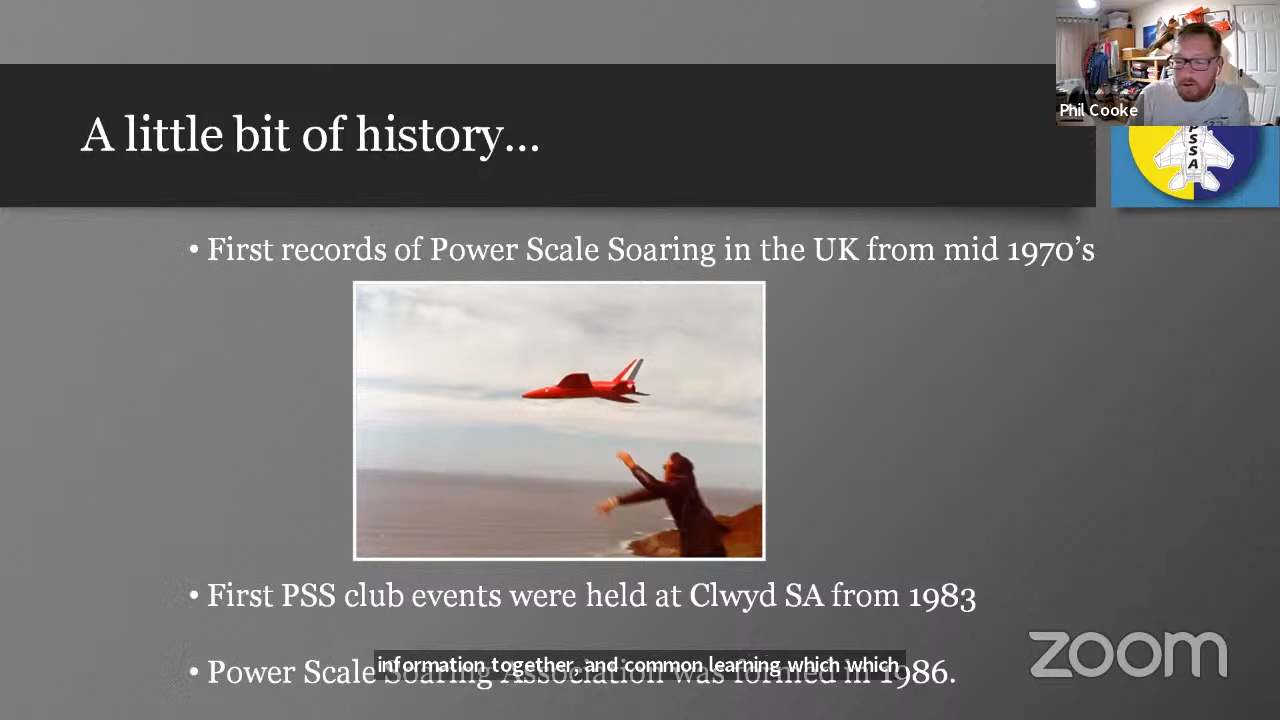 A little bit of history...
Phil Cooke
PSSA
• First records of Power Scale Soaring in the UK from mid 1970's
• First PSS club events were held at Clwyd SA from 1983
• Power Scale Soaring Association was formed in 1986.
information together, and common learning which which
zoom